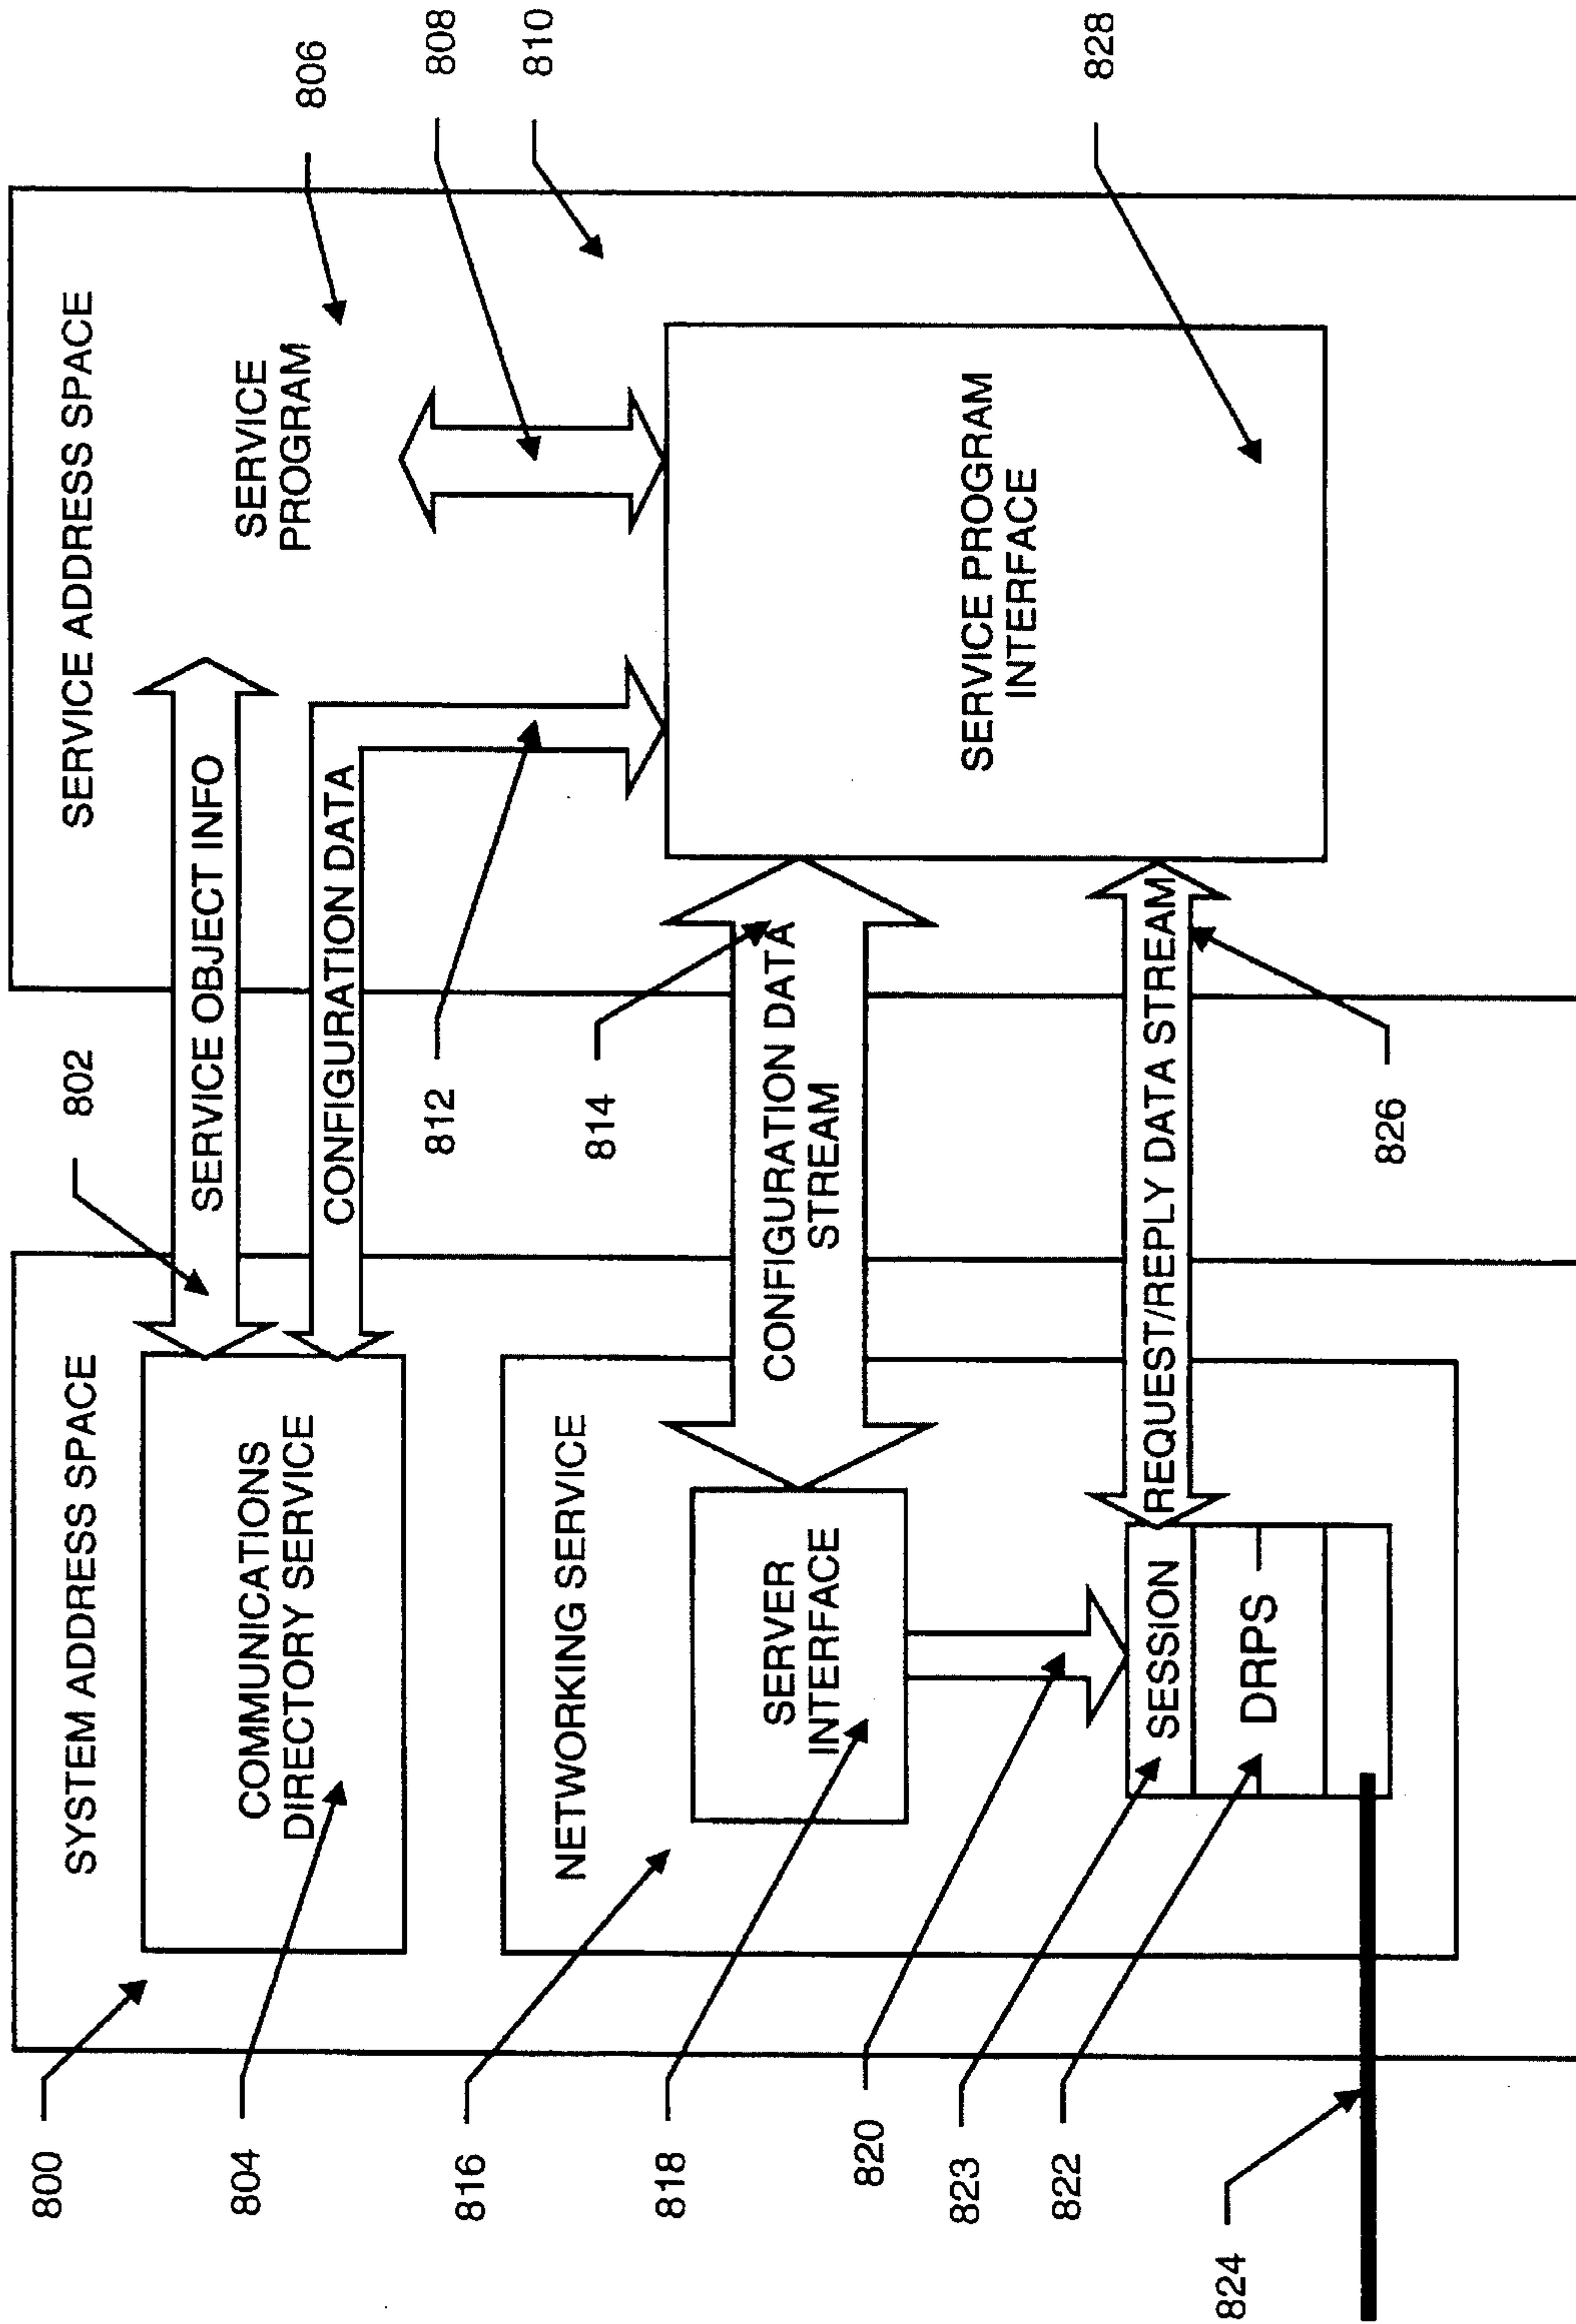 SYSTEM ADDRESS SPACE
SERVICE ADDRESS SPACE
COMMUNICATIONS
DIRECTORY SERVICE
SERVICE OBJECT INFO
CONFIGURATION DATA
SERVICE
PROGRAM
NETWORKING SERVICE
SERVER
INTERFACE
CONFIGURATION DATA
STREAM
SERVICE PROGRAM
INTERFACE
SESSION
REQUEST/REPLY DATA STREAM
DRPS
800
802
804
806
808
810
812
814
816
818
820
823
822
824
826
828